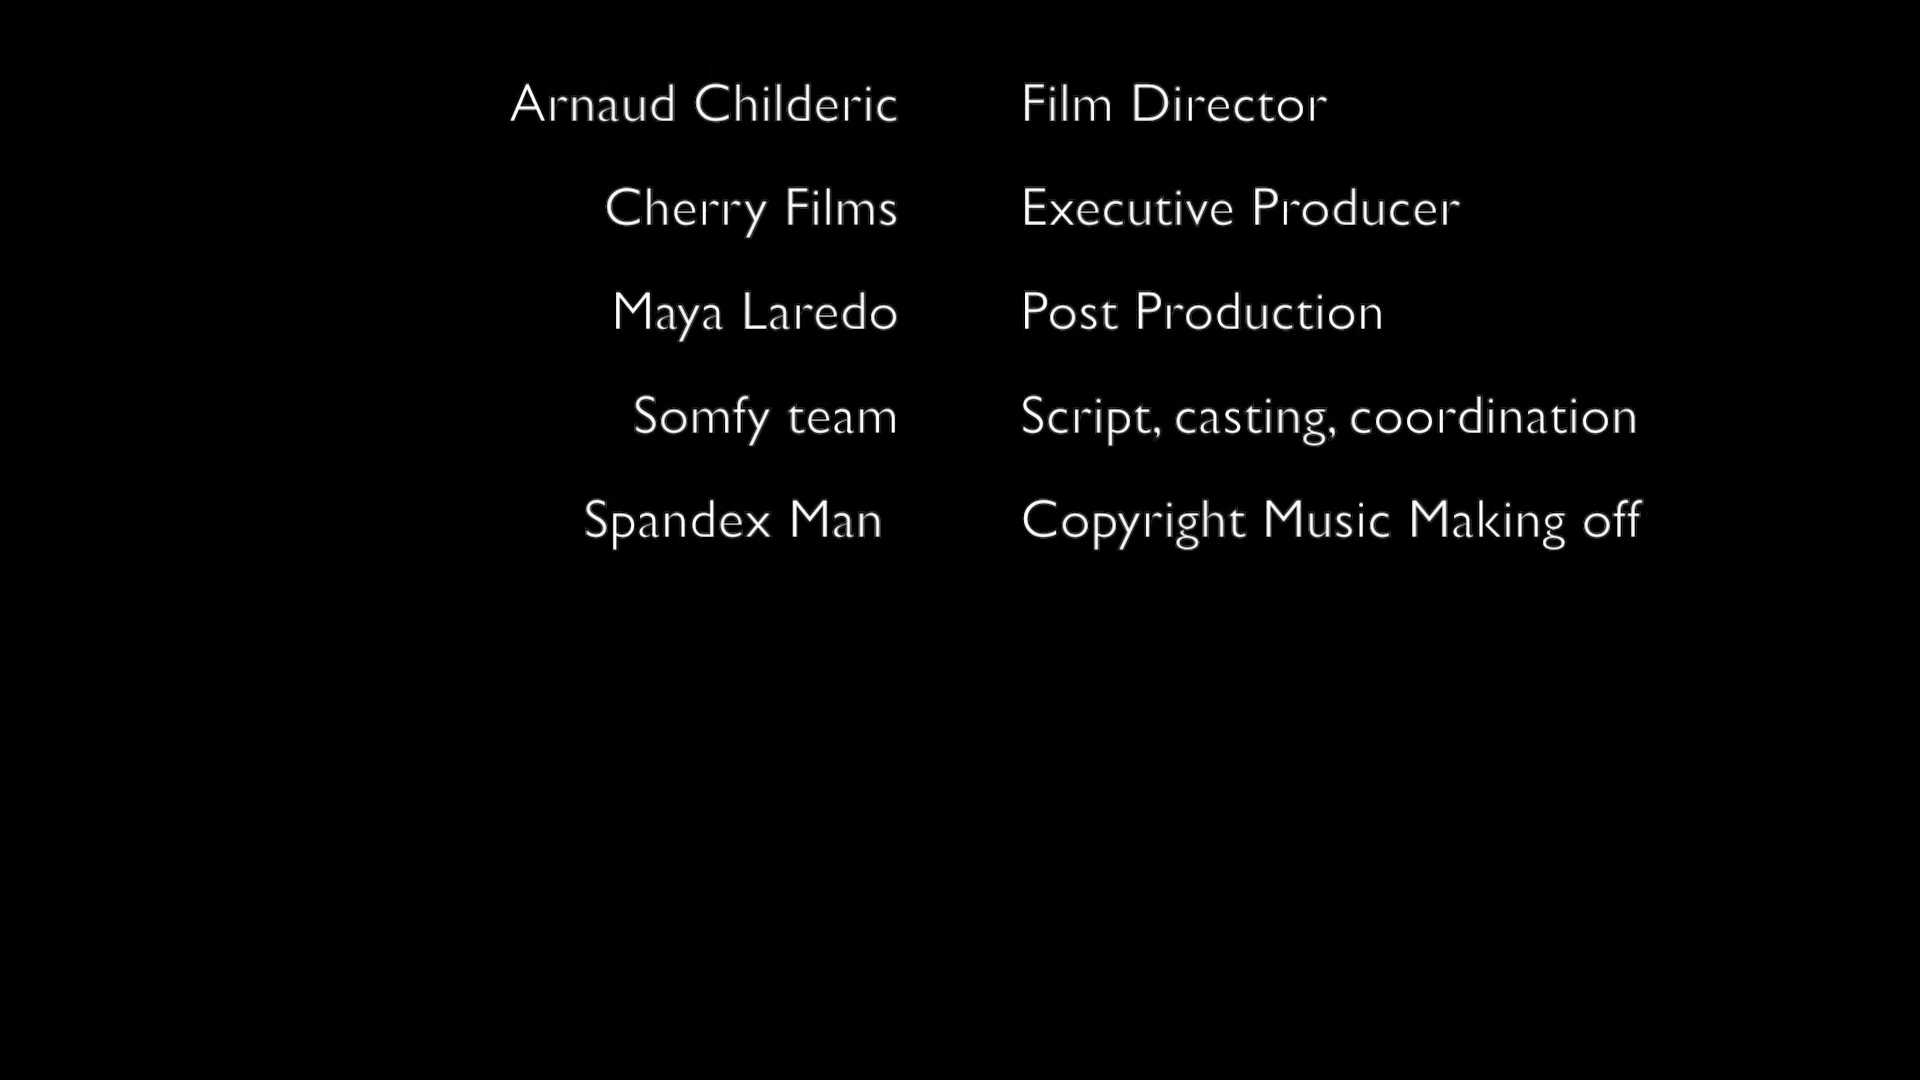 Arnaud Childeric Film Director
Cherry Films Executive Producer
Maya Laredo Post Production
Somfy team Script, casting, coordination
Spandex Man Copyright Music Making off